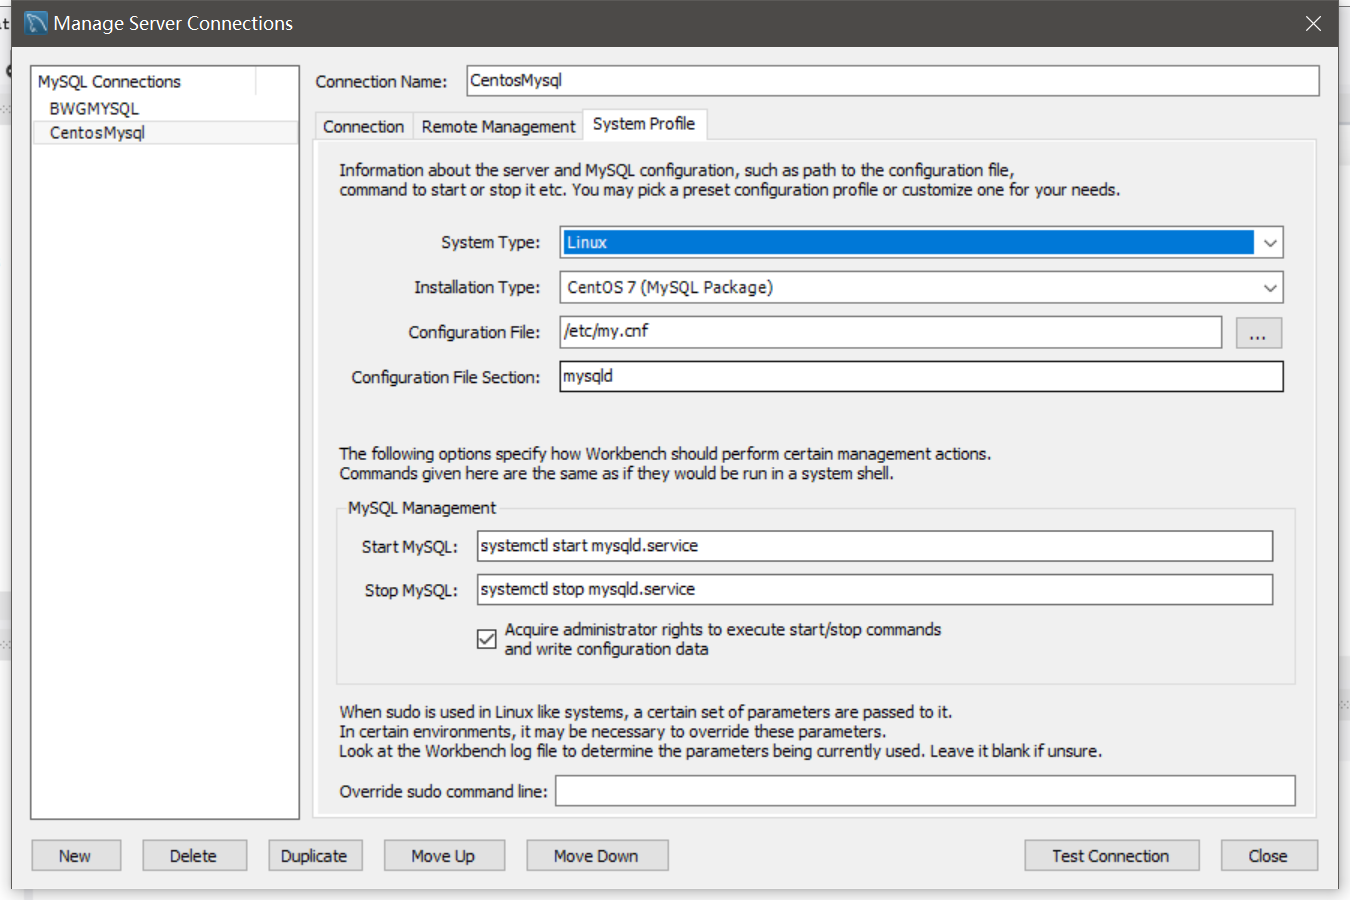 Manage Server Connections
MySQL Connections
BWGMYSQL
CentosMysql
Connection Name:
CentosMysql
Connection
Remote Management
System Profile
Information about the server and MySQL configuration, such as path to the configuration file,
command to start or stop it etc. You may pick a preset configuration profile or customize one for your needs.
System Type:
Linux
Installation Type:
CentOS 7 (MySQL Package)
Configuration File:
/etc/my.cnf
...
Configuration File Section:
mysqld
The following options specify how Workbench should perform certain management actions.
Commands given here are the same as if they would be run in a system shell.
MySQL Management
Start MySQL:
systemctl start mysqld.service
Stop MySQL:
systemctl stop mysqld.service
Acquire administrator rights to execute start/stop commands
and write configuration data
When sudo is used in Linux like systems, a certain set of parameters are passed to it.
In certain environments, it may be necessary to override these parameters.
Look at the Workbench log file to determine the parameters being currently used. Leave it blank if unsure.
Override sudo command line:
New
Delete
Duplicate
Move Up
Move Down
Test Connection
Close